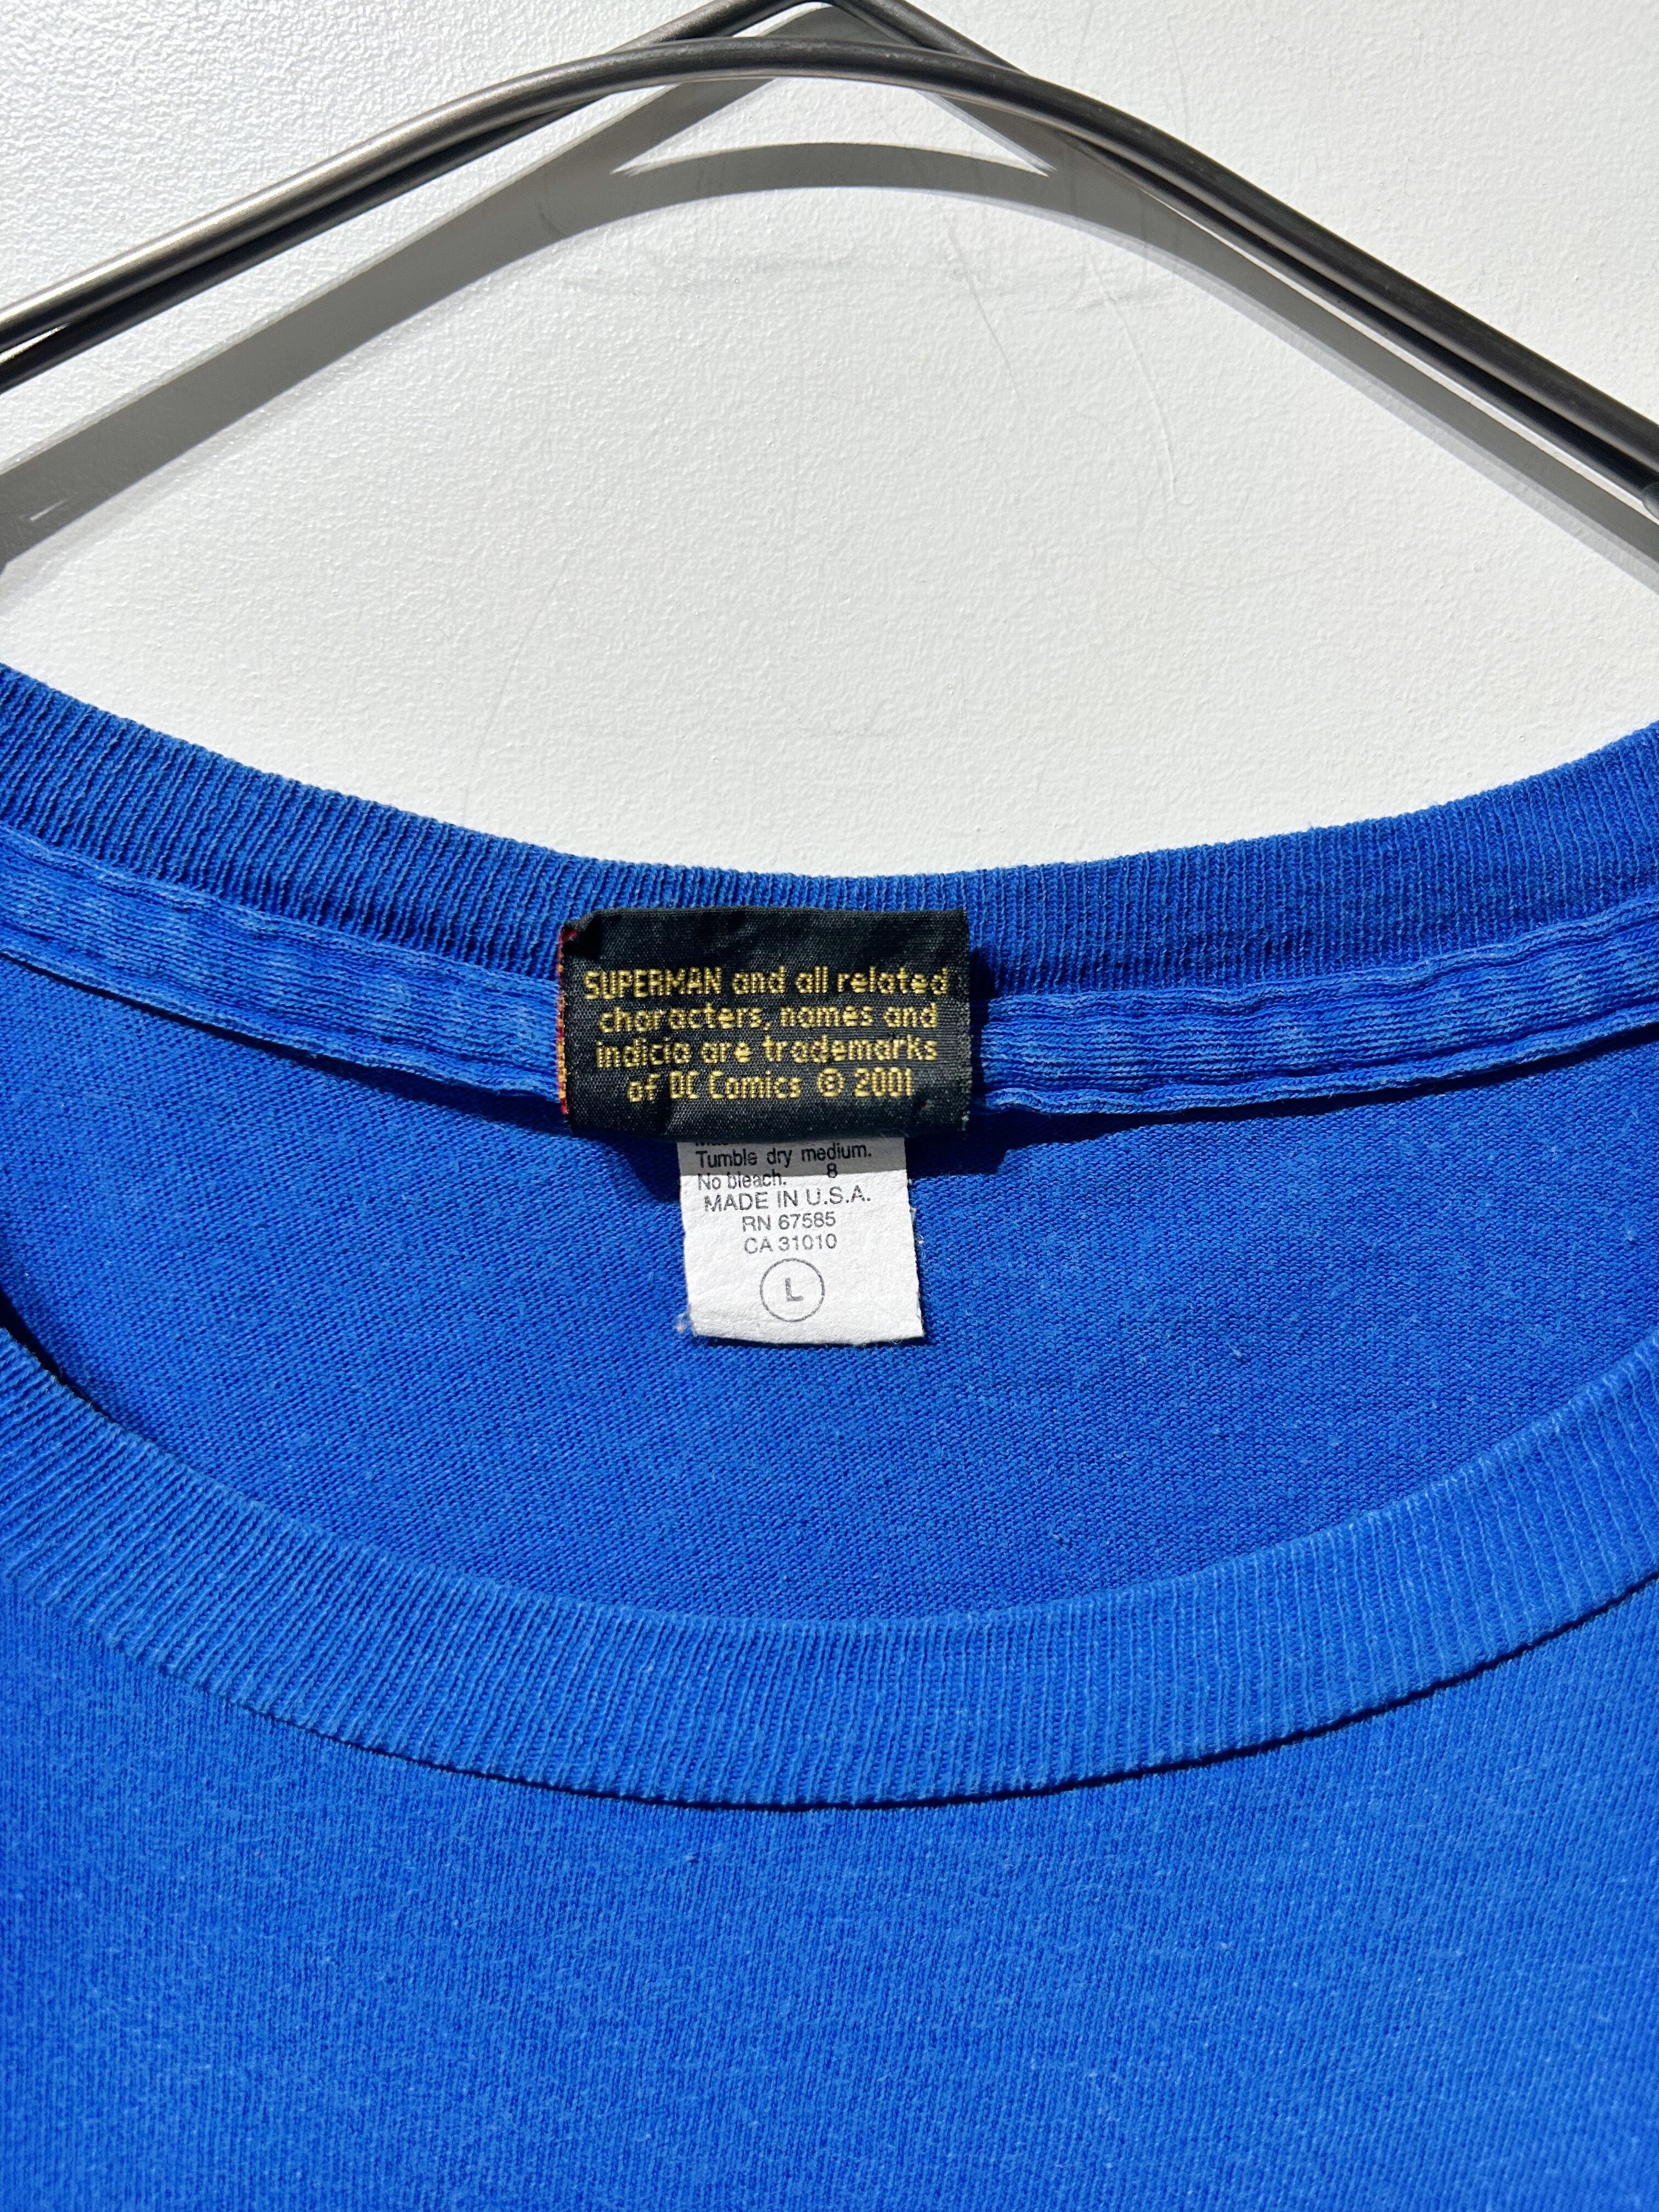 SUPERMAN and all related
characters, names and
indicia are trademarks
of DC Comics © 2001
Tumble dry medium.
No bleach. 8
MADE IN U.S.A.
RN 67585
CA 31010
L